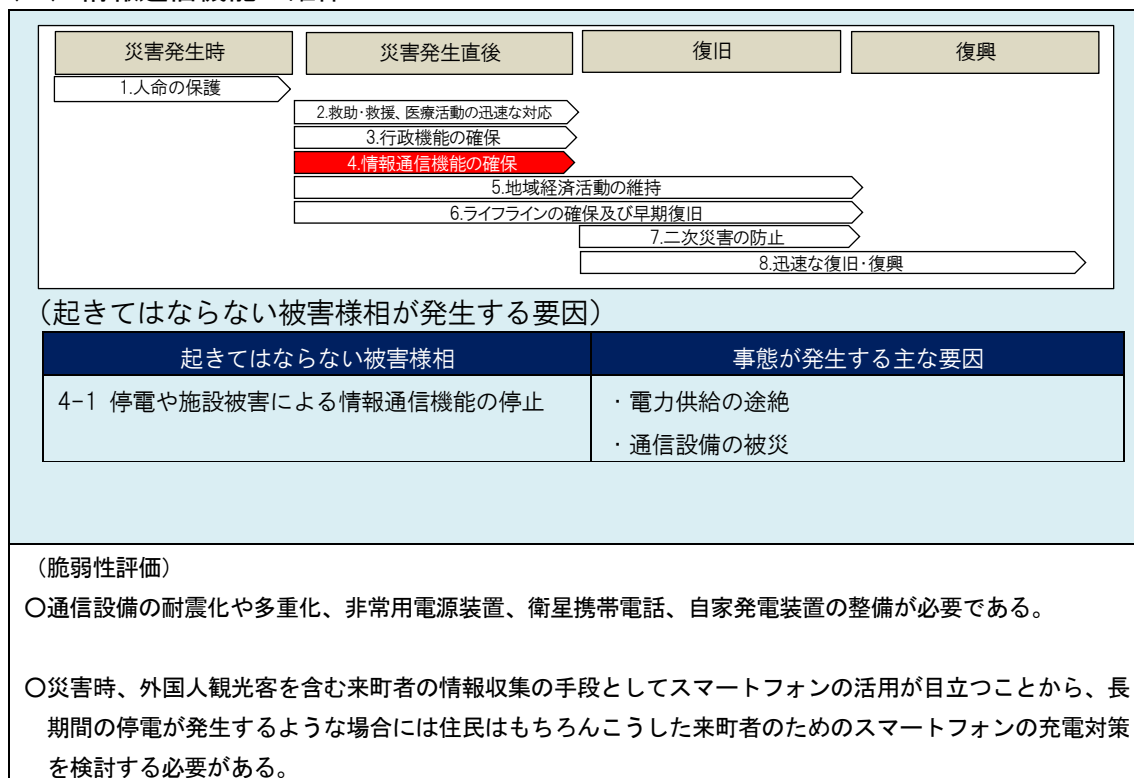 災害発生時 災害発生直後 復旧 復興
1.人命の保護
2.救助・救援、医療活動の迅速な対応
3.行政機能の確保
4.情報通信機能の確保
5.地域経済活動の維持
6.ライフラインの確保及び早期復旧
7.二次災害の防止
8.迅速な復旧・復興
（起きてはならない被害様相が発生する要因）
起きてはならない被害様相 事態が発生する主な要因
4-1 停電や施設被害による情報通信機能の停止 ・電力供給の途絶
・通信設備の被災
（脆弱性評価）
〇通信設備の耐震化や多重化、非常用電源装置、衛星携帯電話、自家発電装置の整備が必要である。
〇災害時、外国人観光客を含む来町者の情報収集の手段としてスマートフォンの活用が目立つことから、長
期間の停電が発生するような場合には住民はもちろんこうした来町者のためのスマートフォンの充電対策
を検討する必要がある。